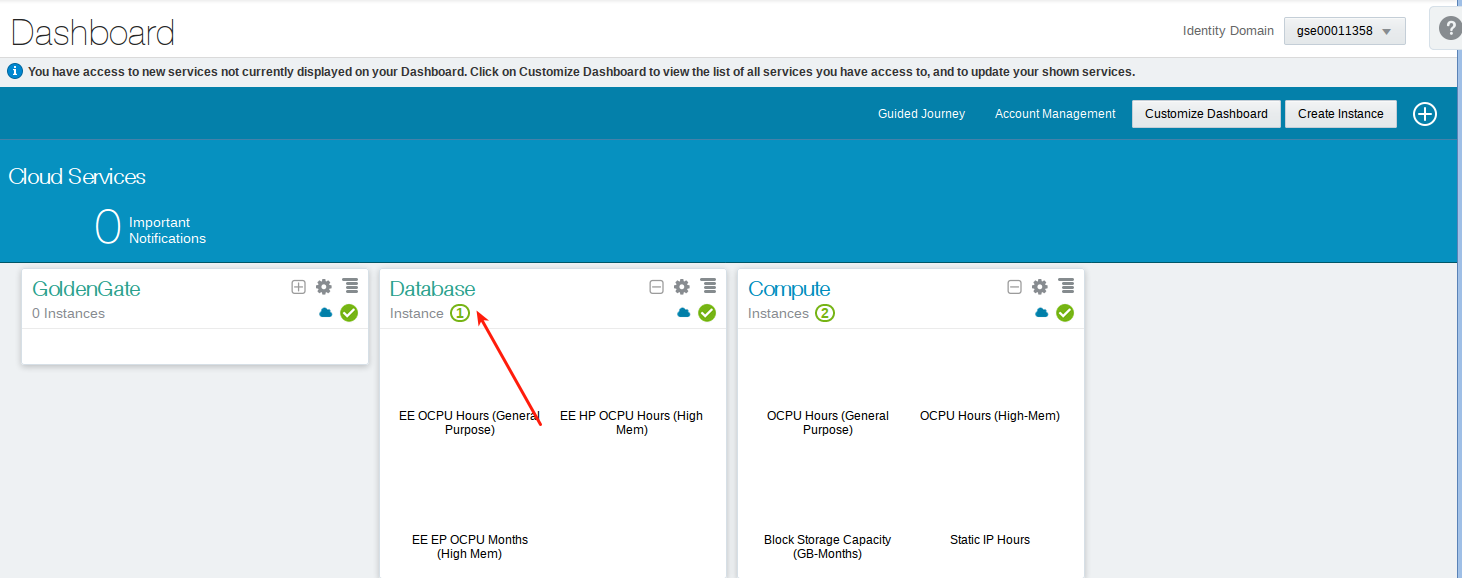 Dashboard
Identity Domain gse00011358
?
You have access to new services not currently displayed on your Dashboard. Click on Customize Dashboard to view the list of all services you have access to, and to update your shown services.
Guided Journey Account Management Customize Dashboard Create Instance
Cloud Services
0 Important
Notifications
GoldenGate
0 Instances
Database
Instance 1
EE OCPU Hours (General
Purpose)
EE HP OCPU Hours (High
Mem)
EE EP OCPU Months
(High Mem)
Compute
Instances 2
OCPU Hours (General
Purpose)
OCPU Hours (High-Mem)
Block Storage Capacity
(GB-Months)
Static IP Hours